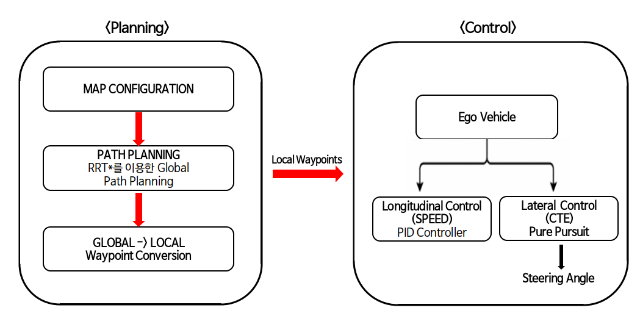 <Planning>
MAP CONFIGURATION
PATH PLANNING
RRT*를 이용한 Global
Path Planning
GLOBAL -> LOCAL
Waypoint Conversion
Local Waypoints
<Control>
Ego Vehicle
Longitudinal Control
(SPEED)
PID Controller
Lateral Control
(CTE)
Pure Pursuit
Steering Angle